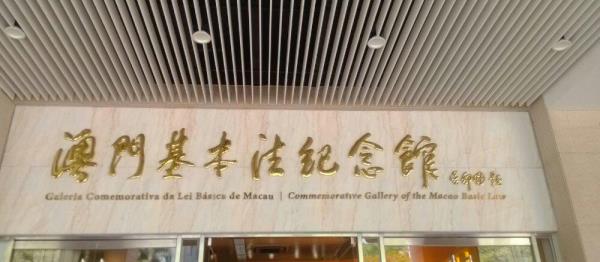 澳門基本法紀念館
Galeria Comemorativa da Lei Básica de Macau | Commemorative Gallery of the Macao Basic Law